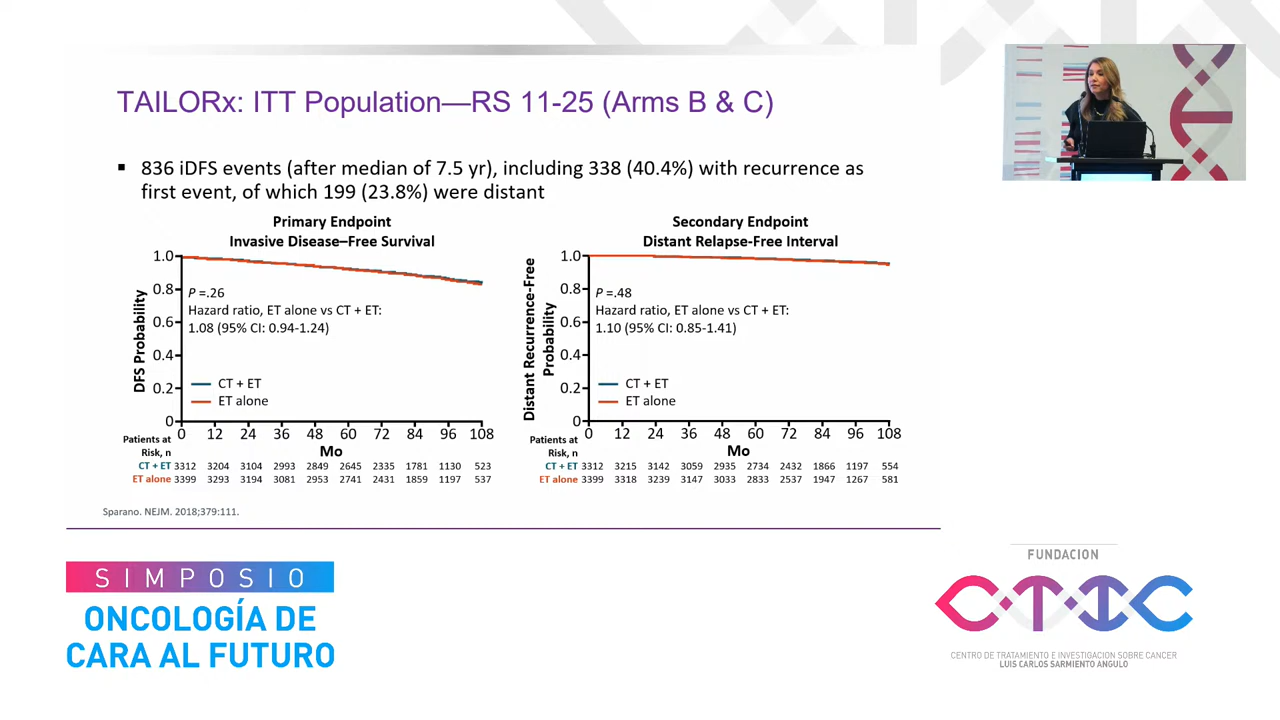 TAILORx: ITT Population—RS 11-25 (Arms B & C)
▪ 836 iDFS events (after median of 7.5 yr), including 338 (40.4%) with recurrence as
first event, of which 199 (23.8%) were distant
Primary Endpoint
Invasive Disease–Free Survival
DFS Probability
1.0
0.8
0.6
0.4
0.2
0
P =.26
Hazard ratio, ET alone vs CT + ET:
1.08 (95% CI: 0.94-1.24)
CT + ET
ET alone
0 12 24 36 48 60 72 84 96 108
Mo
Patients at
Risk, n
CT + ET 3312 3204 3104 2993 2849 2645 2335 1781 1130 523
ET alone 3399 3293 3194 3081 2953 2741 2431 1859 1197 537
Secondary Endpoint
Distant Relapse-Free Interval
Distant Recurrence-Free
Probability
1.0
0.8
0.6
0.4
0.2
0
P =.48
Hazard ratio, ET alone vs CT + ET:
1.10 (95% CI: 0.85-1.41)
CT + ET
ET alone
0 12 24 36 48 60 72 84 96 108
Mo
Patients at
Risk, n
CT + ET 3312 3215 3142 3059 2935 2734 2432 1866 1197 554
ET alone 3399 3318 3239 3147 3033 2833 2537 1947 1267 581
Sparano. NEJM. 2018;379:111.
SIMPOSIO
ONCOLOGÍA DE
CARA AL FUTURO
FUNDACION
CTIC
CENTRO DE TRATAMIENTO E INVESTIGACION SOBRE CANCER
LUIS CARLOS SARMIENTO ANGULO